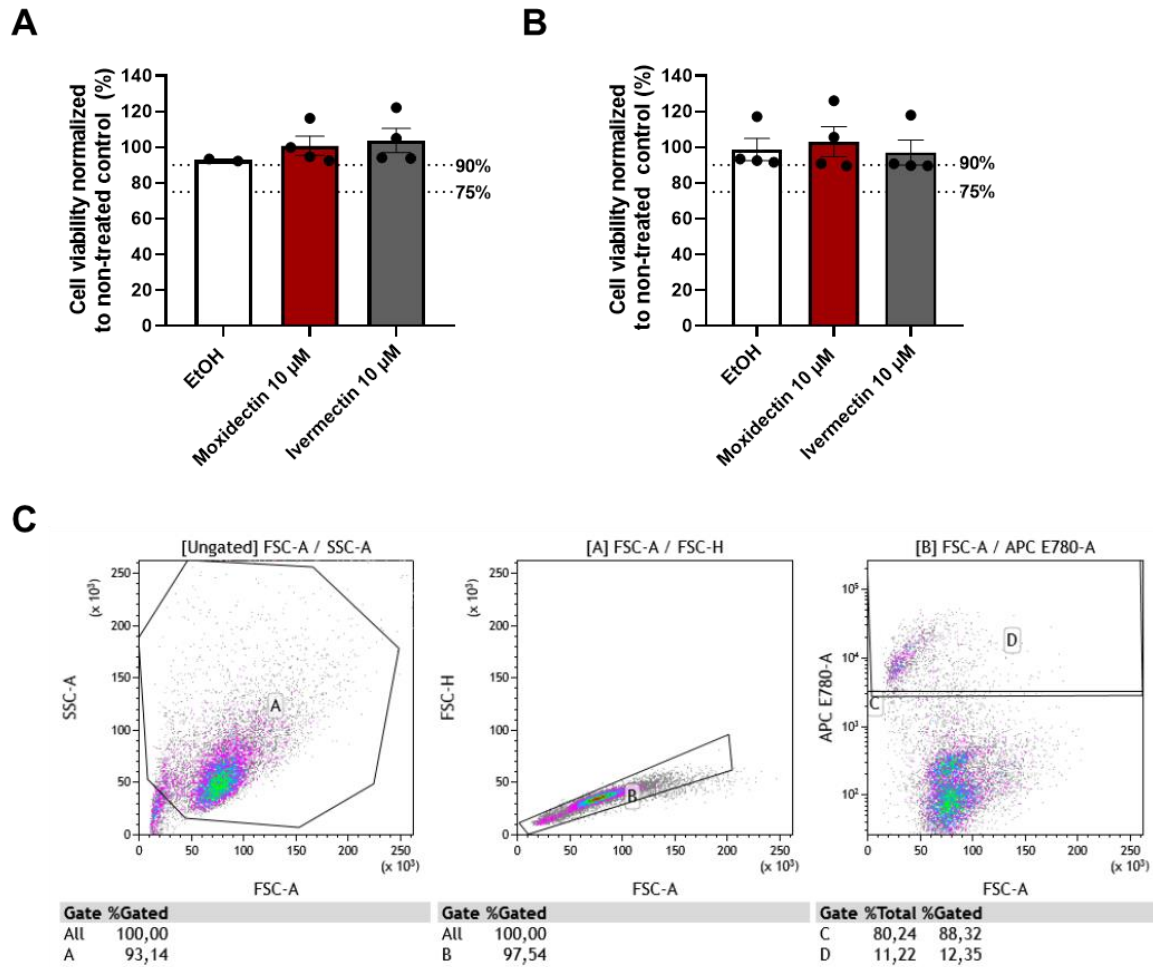 A
B
Cell viability normalized
to non-treated control (%)
140
120
100
80
60
40
20
0
90%
75%
EtOH
Moxidectin 10 µM
Ivermectin 10 µM
Cell viability normalized
to non-treated control (%)
140
120
100
80
60
40
20
0
90%
75%
EtOH
Moxidectin 10 µM
Ivermectin 10 µM
C
[Ungated] FSC-A / SSC-A
(x 10³)
SSC-A
250
200
150
100
50
0
A
0 50 100 150 200 250
(x 10³)
FSC-A
[A] FSC-A / FSC-H
(x 10³)
FSC-H
250
200
150
100
50
0
B
0 50 100 150 200 250
(x 10³)
FSC-A
[B] FSC-A / APC E780-A
APC E780-A
10⁵
10⁴
10³
10²
D
C
0 50 100 150 200 250
(x 10³)
FSC-A
Gate %Gated
All 100,00
A 93,14
Gate %Gated
All 100,00
B 97,54
Gate %Total %Gated
C 80,24 88,32
D 11,22 12,35